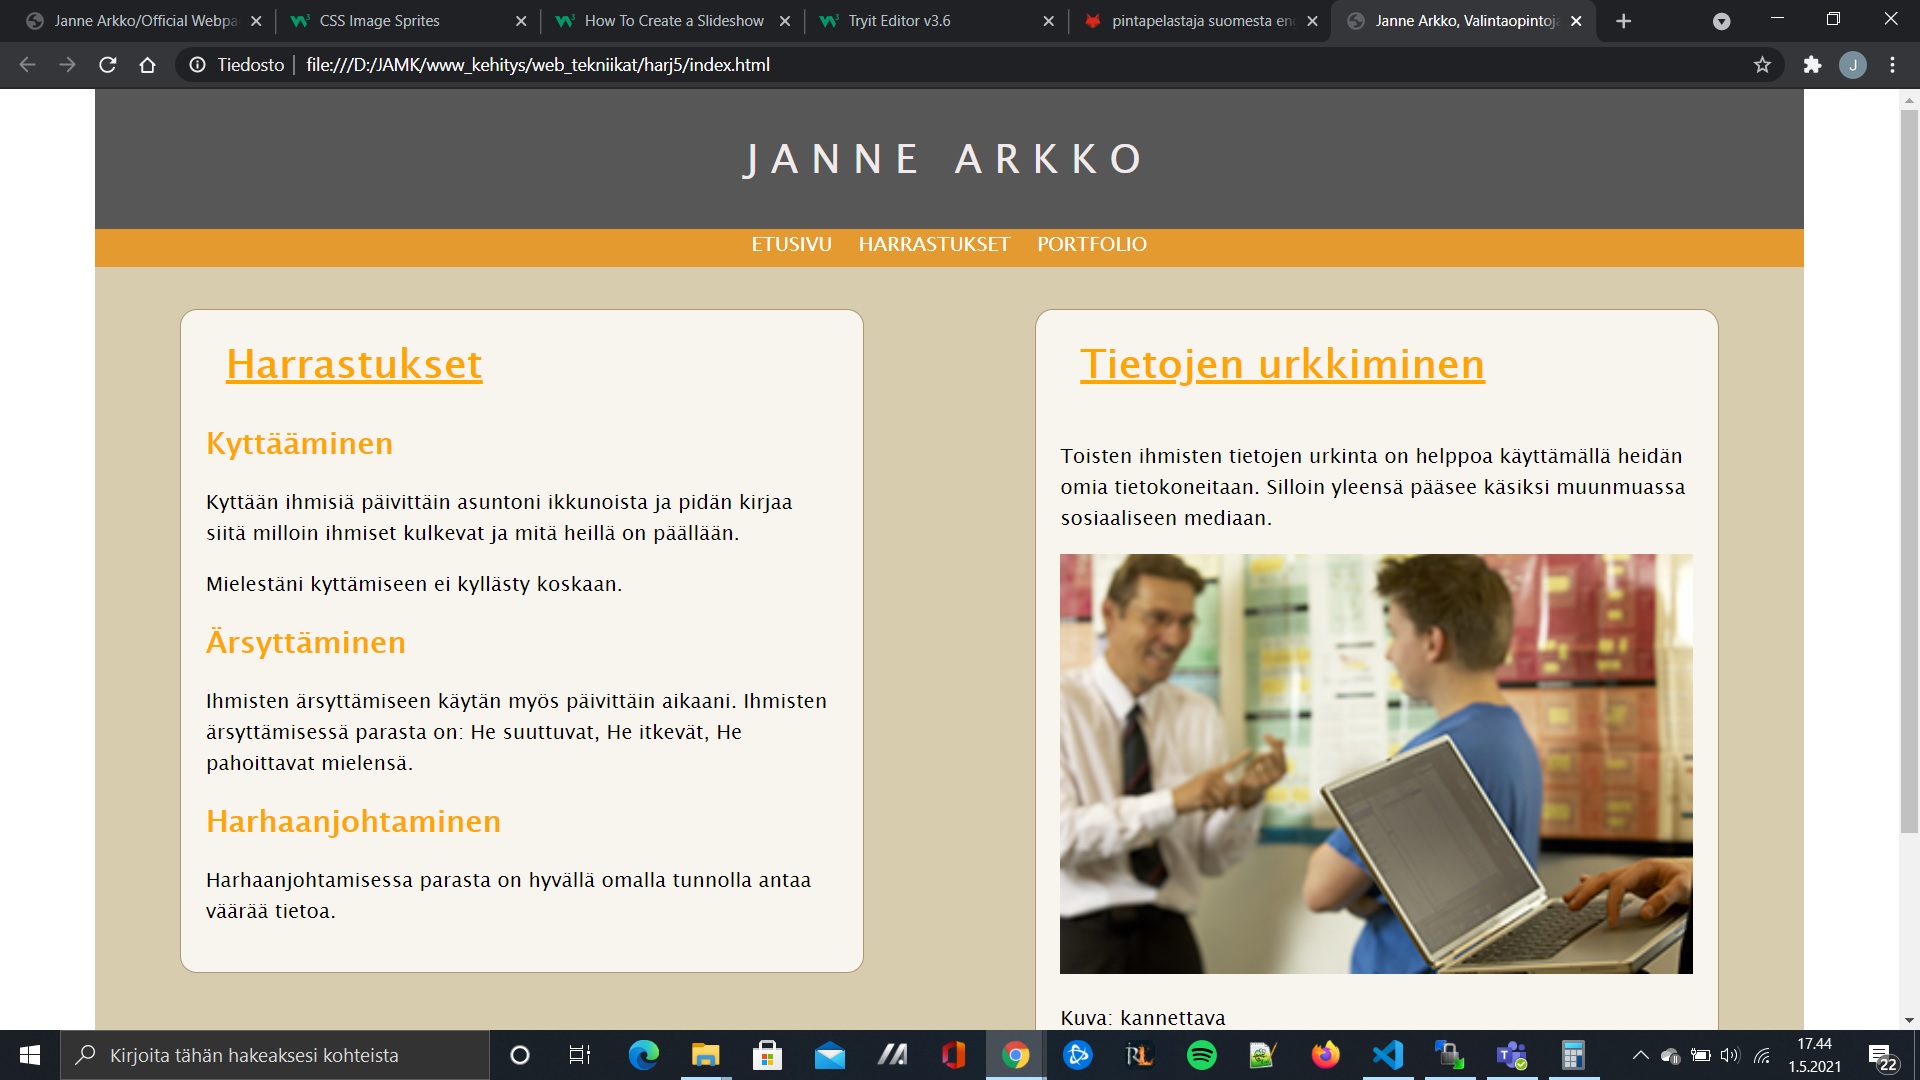 Janne Arkko/Official Webpa
CSS Image Sprites
How To Create a Slideshow
Tryit Editor v3.6
pintapelastaja suomesta en
Janne Arkko, Valintaopintoja
Tiedosto | file:///D:/JAMK/www_kehitys/web_tekniikat/harj5/index.html
J
JANNE ARKKO
ETUSIVU HARRASTUKSET PORTFOLIO
Harrastukset
Kyttääminen
Kyttään ihmisiä päivittäin asuntoni ikkunoista ja pidän kirjaa
siitä milloin ihmiset kulkevat ja mitä heillä on päällään.
Mielestäni kyttämiseen ei kyllästy koskaan.
Ärsyttäminen
Ihmisten ärsyttämiseen käytän myös päivittäin aikaani. Ihmisten
ärsyttämisessä parasta on: He suuttuvat, He itkevät, He
pahoittavat mielensä.
Harhaanjohtaminen
Harhaanjohtamisessa parasta on hyvällä omalla tunnolla antaa
väärää tietoa.
Tietojen urkkiminen
Toisten ihmisten tietojen urkinta on helppoa käyttämällä heidän
omia tietokoneitaan. Silloin yleensä pääsee käsiksi muunmuassa
sosiaaliseen mediaan.
Kuva: kannettava
Kirjoita tähän hakeaksesi kohteista
RL
17.44
1.5.2021
22